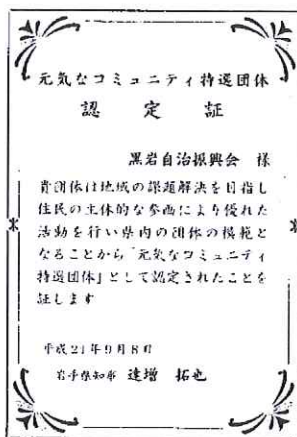 元気なコミュニティ特選団体
認定証
黒岩自治振興会 様
貴団体は地域の課題解決を目指し
住民の主体的な参画により優れた
活動を行い県内の団体の模範と
なることから「元気なコミュニティ
特選団体」として認定されたことを
証します
平成21年9月8日
岩手県知事 達増 拓也